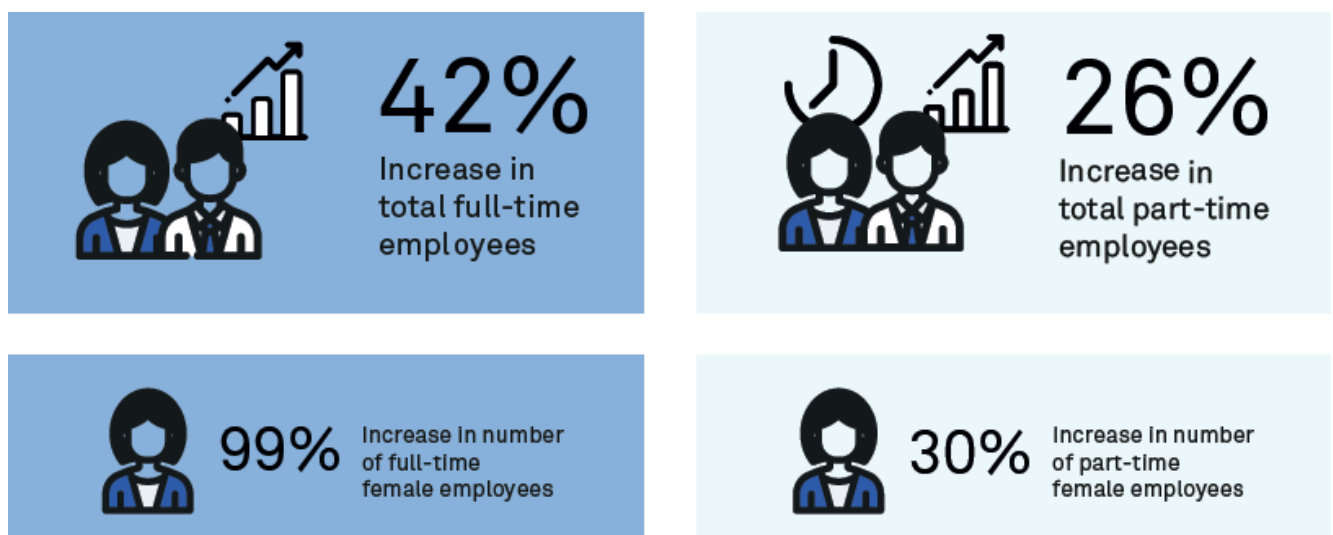 42%
Increase in
total full-time
employees
26%
Increase in
total part-time
employees
99%
Increase in number
of full-time
female employees
30%
Increase in number
of part-time
female employees